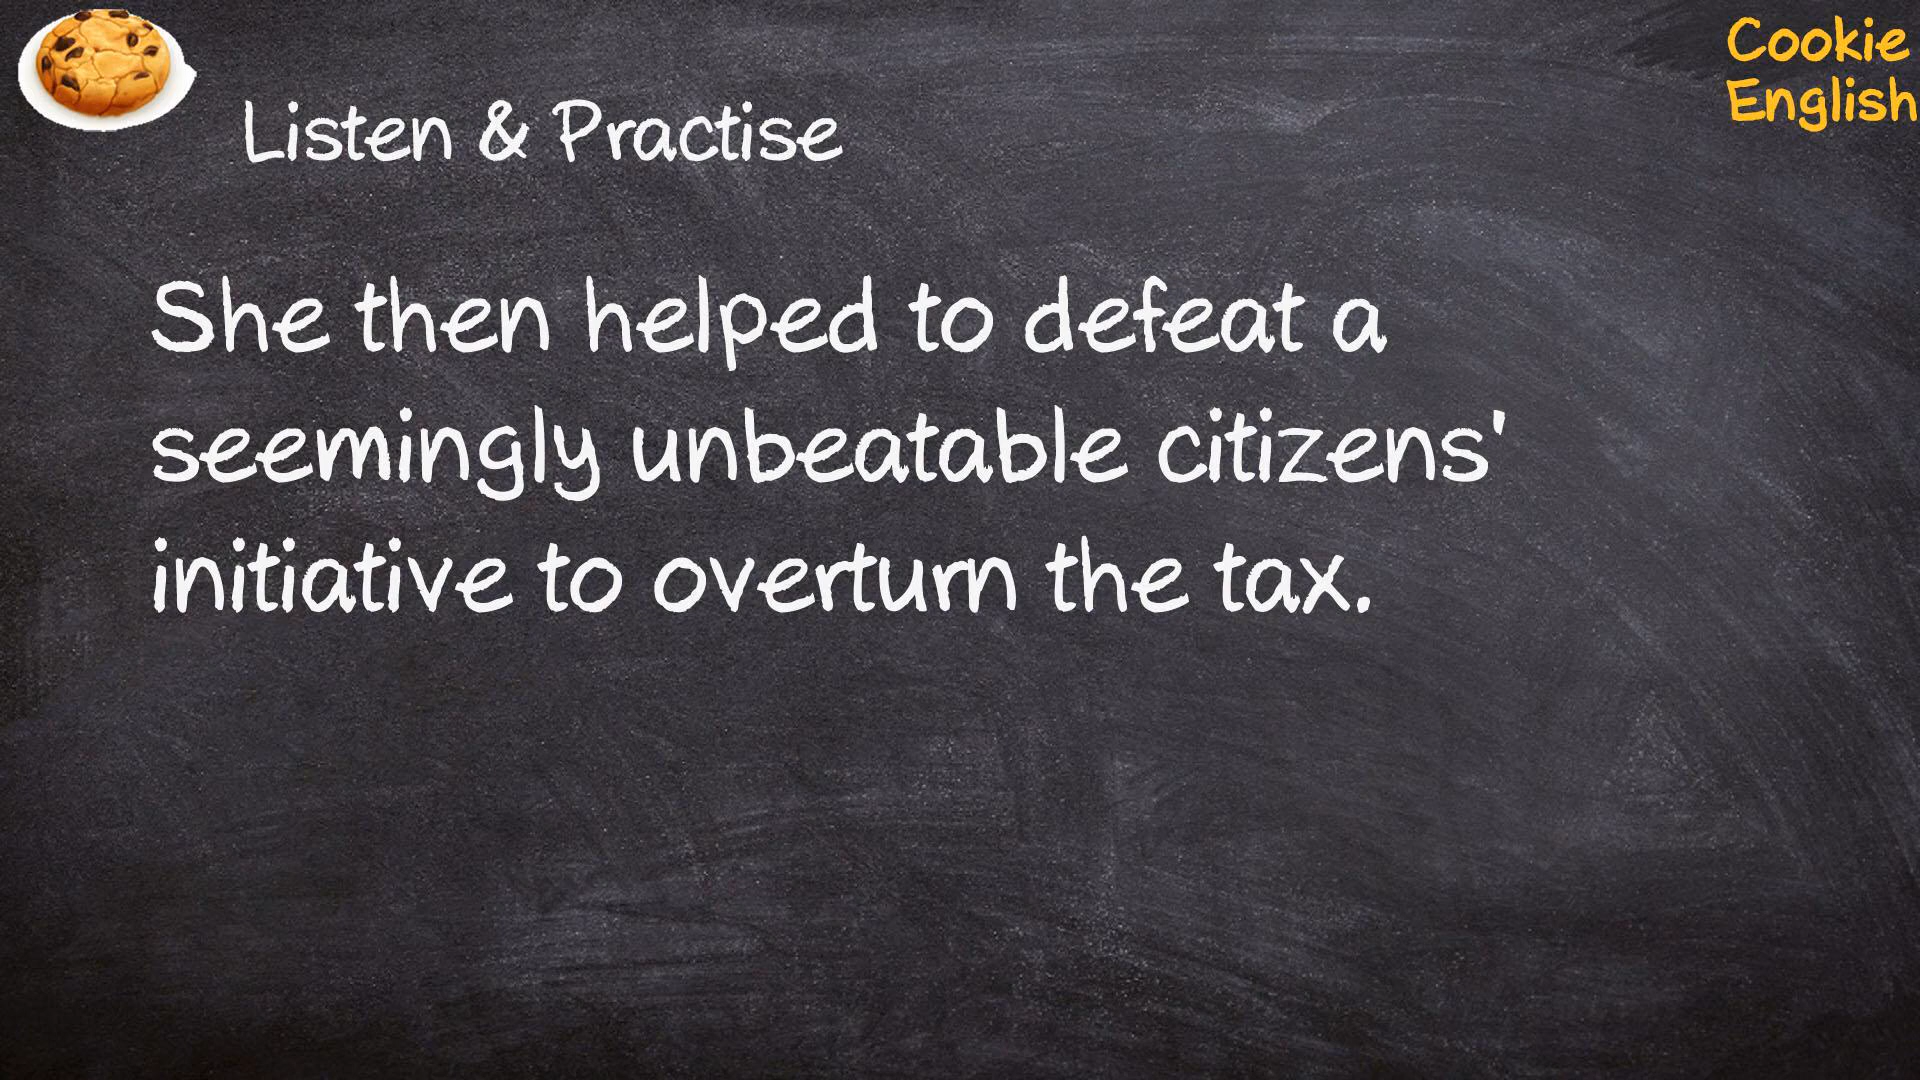 Cookie
English
Listen & Practise
She then helped to defeat a
seemingly unbeatable citizens'
initiative to overturn the tax.